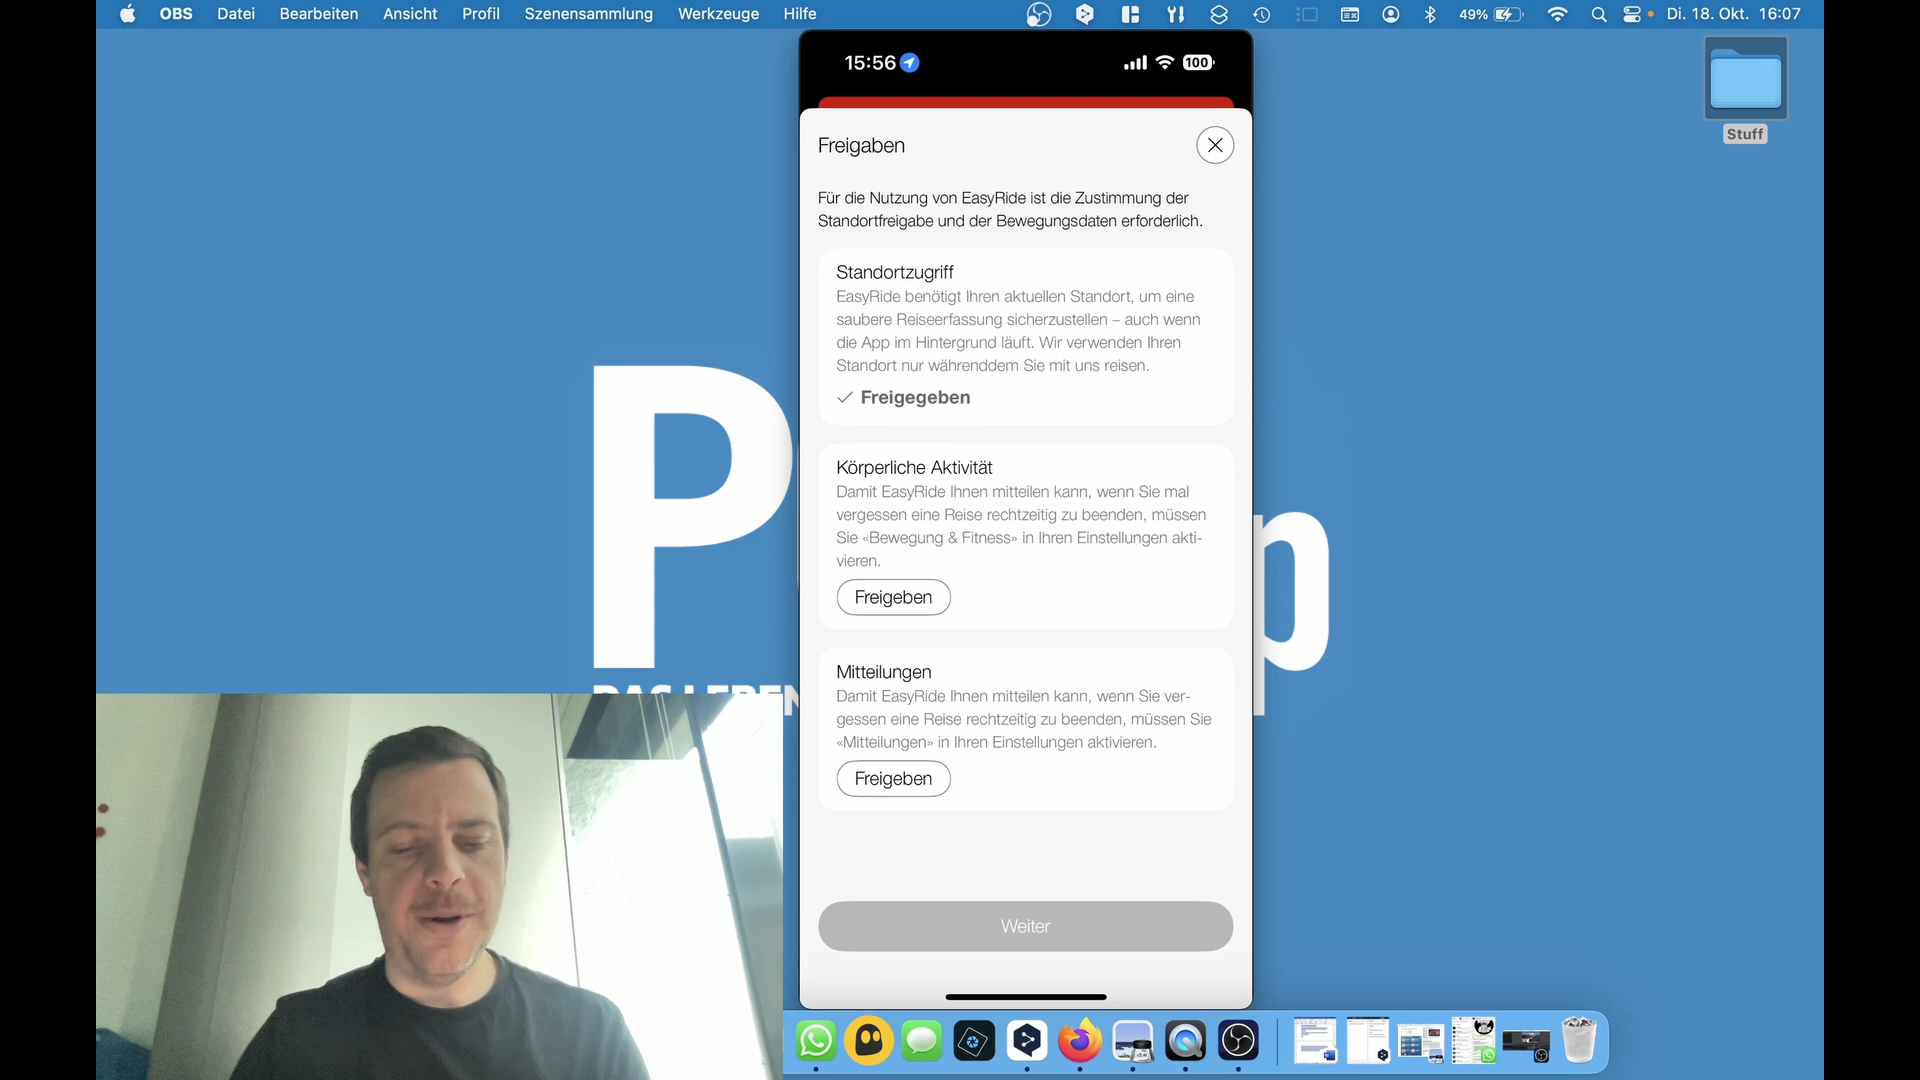 OBS Datei Bearbeiten Ansicht Profil Szenensammlung Werkzeuge Hilfe
49% Di. 18. Okt. 16:07
Stuff
15:56
100
Freigaben
Für die Nutzung von EasyRide ist die Zustimmung der
Standortfreigabe und der Bewegungsdaten erforderlich.
Standortzugriff
EasyRide benötigt Ihren aktuellen Standort, um eine
saubere Reiseerfassung sicherzustellen – auch wenn
die App im Hintergrund läuft. Wir verwenden Ihren
Standort nur währenddem Sie mit uns reisen.
Freigegeben
Körperliche Aktivität
Damit EasyRide Ihnen mitteilen kann, wenn Sie mal
vergessen eine Reise rechtzeitig zu beenden, müssen
Sie «Bewegung & Fitness» in Ihren Einstellungen akti-
vieren.
Freigeben
Mitteilungen
Damit EasyRide Ihnen mitteilen kann, wenn Sie ver-
gessen eine Reise rechtzeitig zu beenden, müssen Sie
«Mitteilungen» in Ihren Einstellungen aktivieren.
Freigeben
Weiter
P p
DAS LEBEN